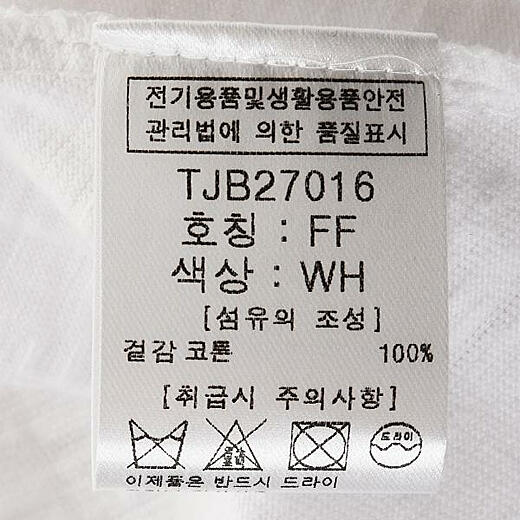 전기용품및생활용품안전
관리법에 의한 품질표시
TJB27016
호칭 : FF
색상 : WH
[섬유의 조성]
겉감 코튼 100%
[취급시 주의사항]
드라이
이제품은 반드시 드라이